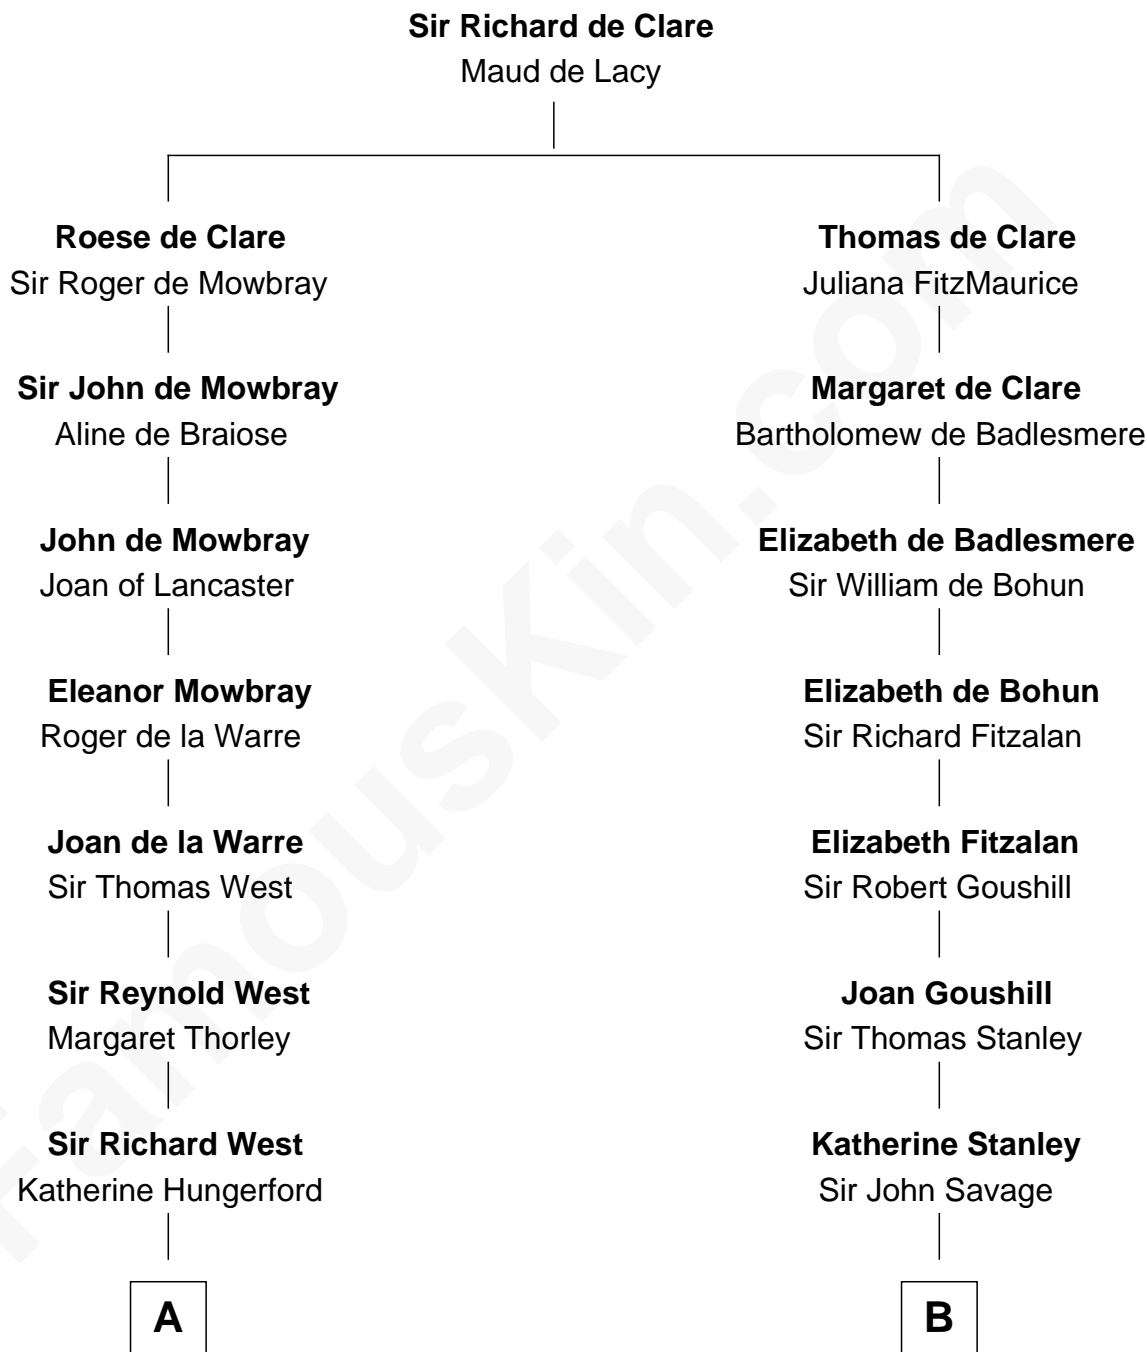 Sir Richard de Clare
Maud de Lacy
Roese de Clare
Sir Roger de Mowbray
Thomas de Clare
Juliana FitzMaurice
Sir John de Mowbray
Aline de Braiose
Margaret de Clare
Bartholomew de Badlesmere
John de Mowbray
Joan of Lancaster
Elizabeth de Badlesmere
Sir William de Bohun
Eleanor Mowbray
Roger de la Warre
Elizabeth de Bohun
Sir Richard Fitzalan
Joan de la Warre
Sir Thomas West
Elizabeth Fitzalan
Sir Robert Goushill
Sir Reynold West
Margaret Thorley
Joan Goushill
Sir Thomas Stanley
Sir Richard West
Katherine Hungerford
Katherine Stanley
Sir John Savage
A
B
FamousKin.com